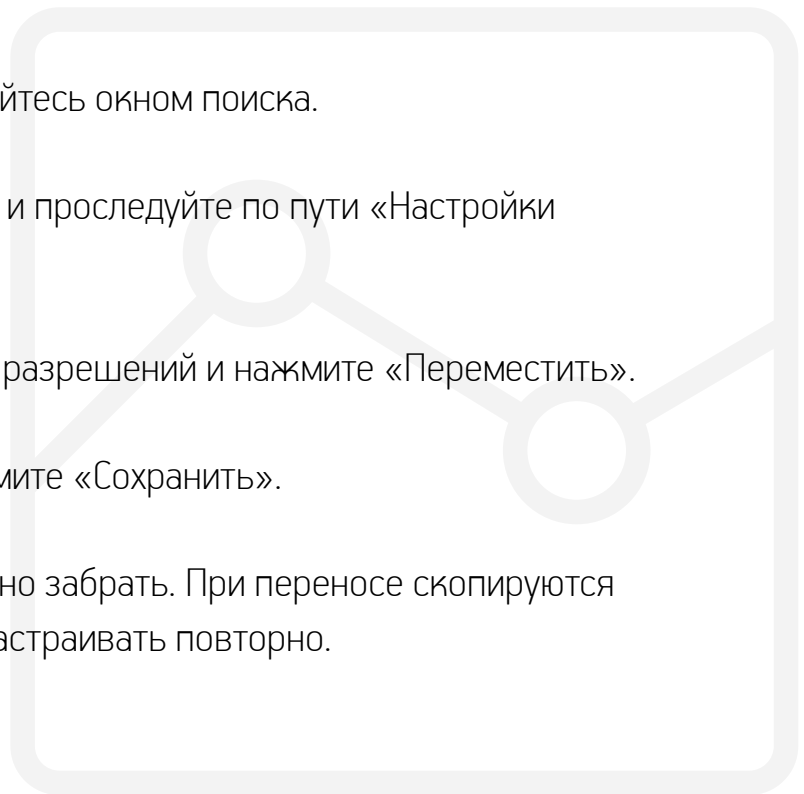 йтесь окном поиска.
и проследуйте по пути «Настройки
разрешений и нажмите «Переместить».
мите «Сохранить».
но забрать. При переносе скопируются
астраивать повторно.